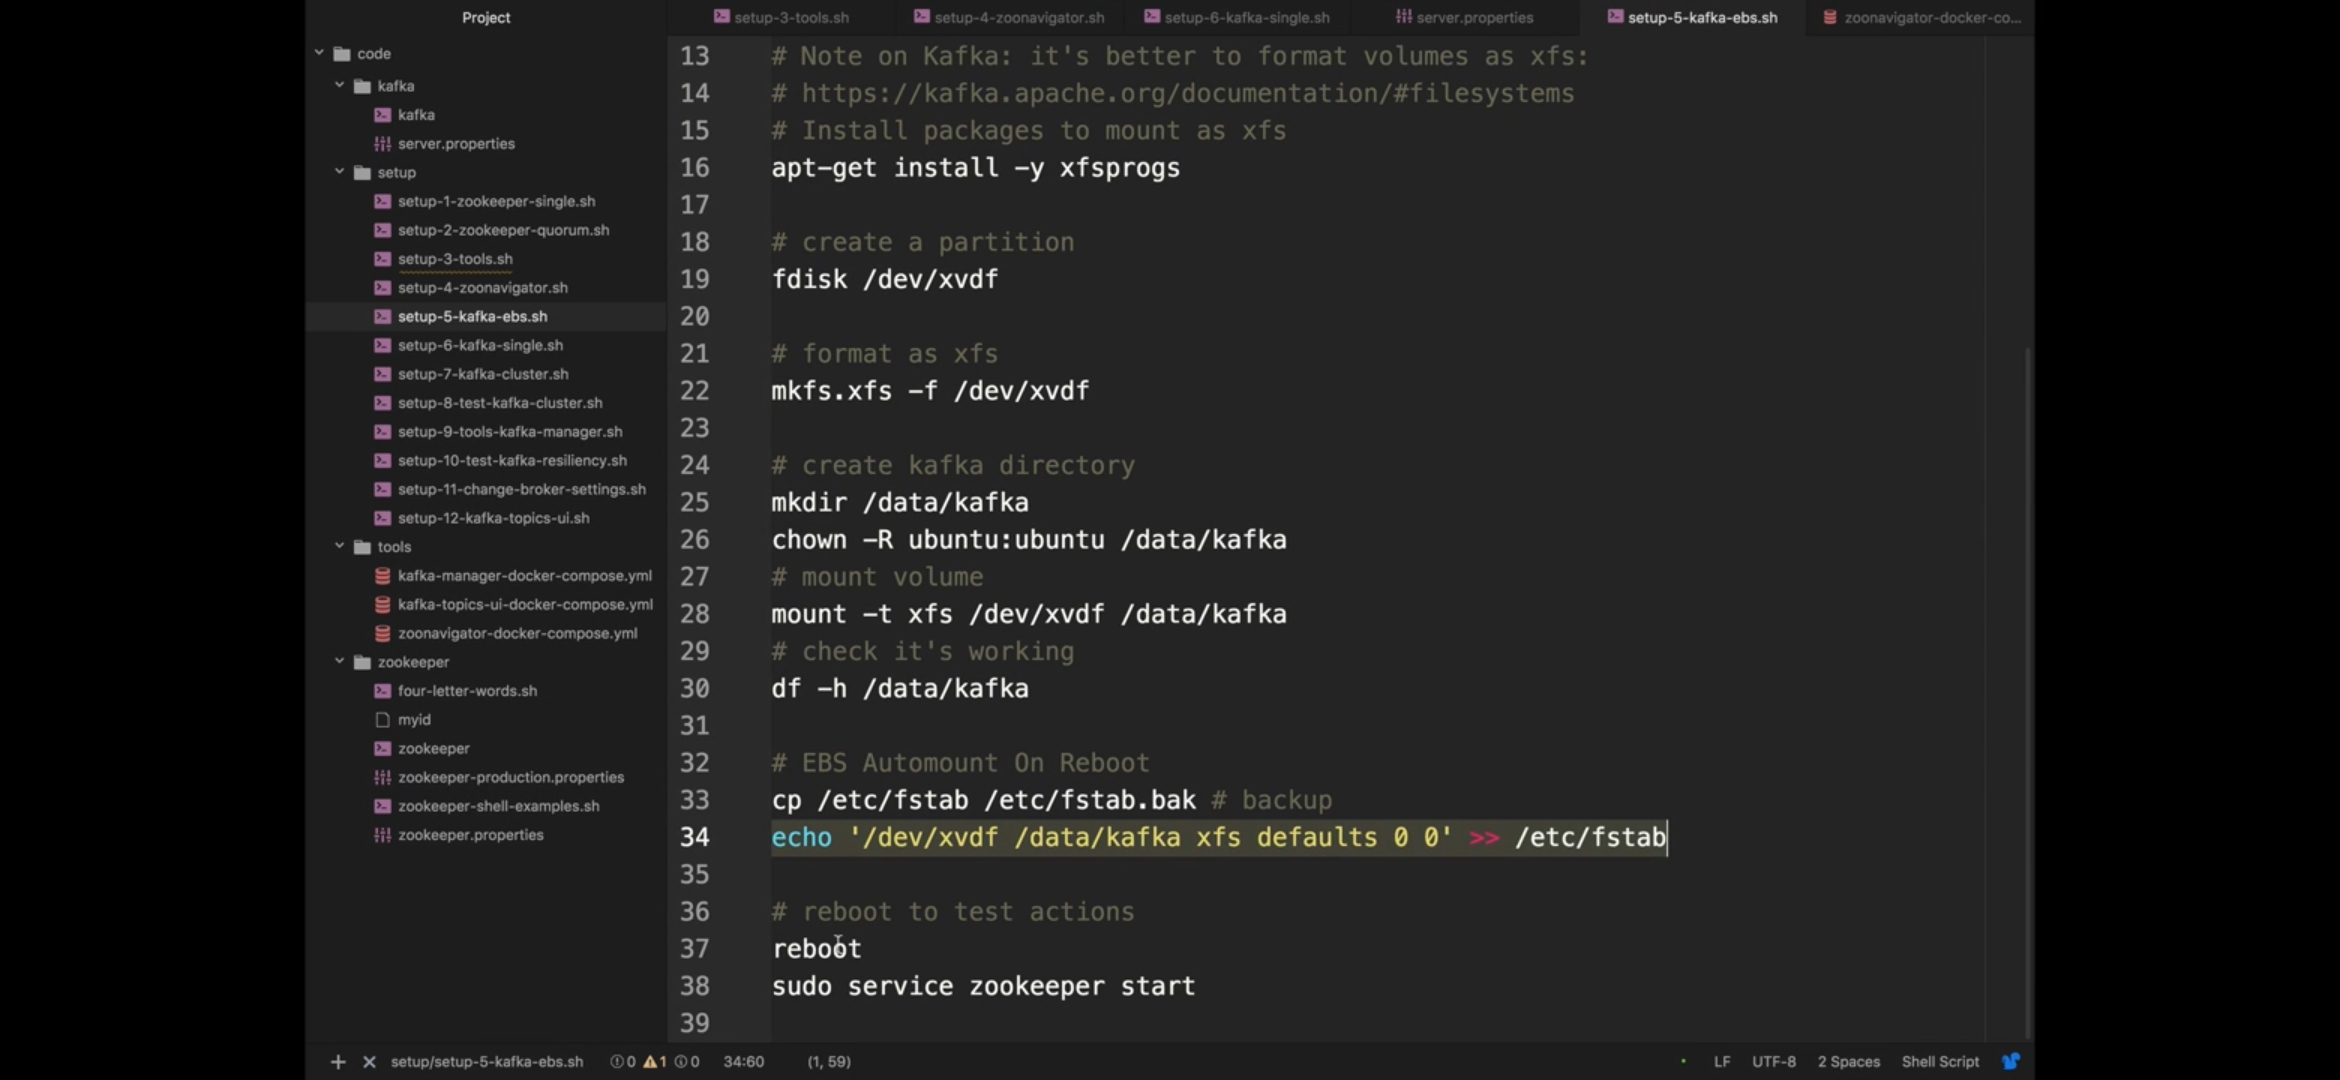 Project
code
kafka
kafka
server.properties
setup
setup-1-zookeeper-single.sh
setup-2-zookeeper-quorum.sh
setup-3-tools.sh
setup-4-zoonavigator.sh
setup-5-kafka-ebs.sh
setup-6-kafka-single.sh
setup-7-kafka-cluster.sh
setup-8-test-kafka-cluster.sh
setup-9-tools-kafka-manager.sh
setup-10-test-kafka-resiliency.sh
setup-11-change-broker-settings.sh
setup-12-kafka-topics-ui.sh
tools
kafka-manager-docker-compose.yml
kafka-topics-ui-docker-compose.yml
zoonavigator-docker-compose.yml
zookeeper
four-letter-words.sh
myid
zookeeper
zookeeper-production.properties
zookeeper-shell-examples.sh
zookeeper.properties
setup-3-tools.sh setup-4-zoonavigator.sh setup-6-kafka-single.sh server.properties setup-5-kafka-ebs.sh zoonavigator-docker-co...
13 # Note on Kafka: it's better to format volumes as xfs:
14 # https://kafka.apache.org/documentation/#filesystems
15 # Install packages to mount as xfs
16 apt-get install -y xfsprogs
17
18 # create a partition
19 fdisk /dev/xvdf
20
21 # format as xfs
22 mkfs.xfs -f /dev/xvdf
23
24 # create kafka directory
25 mkdir /data/kafka
26 chown -R ubuntu:ubuntu /data/kafka
27 # mount volume
28 mount -t xfs /dev/xvdf /data/kafka
29 # check it's working
30 df -h /data/kafka
31
32 # EBS Automount On Reboot
33 cp /etc/fstab /etc/fstab.bak # backup
34 echo '/dev/xvdf /data/kafka xfs defaults 0 0' >> /etc/fstab
35
36 # reboot to test actions
37 reboot
38 sudo service zookeeper start
39
setup/setup-5-kafka-ebs.sh 0 1 0 34:60 (1, 59) LF UTF-8 2 Spaces Shell Script